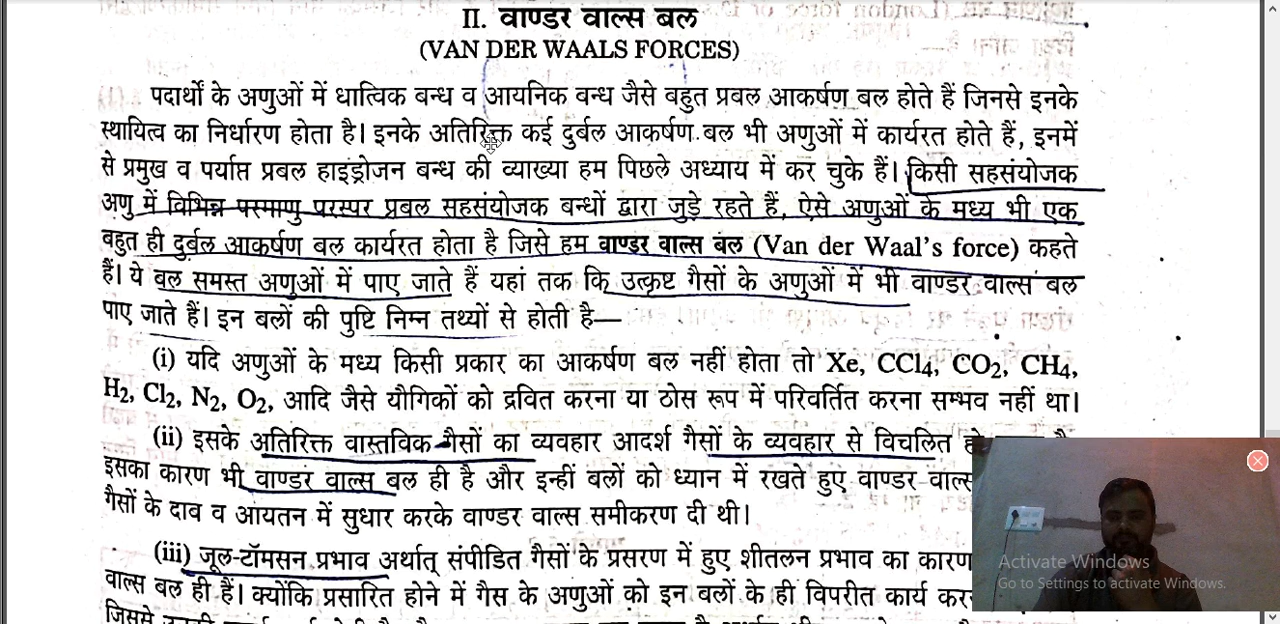 II. वाण्डर वाल्स बल
(VAN DER WAALS FORCES)
पदार्थों के अणुओं में धात्विक बन्ध व आयनिक बन्ध जैसे बहुत प्रबल आकर्षण बल होते हैं जिनसे इनके
स्थायित्व का निर्धारण होता है। इनके अतिरिक्त कई दुर्बल आकर्षण बल भी अणुओं में कार्यरत होते हैं, इनमें
से प्रमुख व पर्याप्त प्रबल हाइड्रोजन बन्ध की व्याख्या हम पिछले अध्याय में कर चुके हैं। किसी सहसंयोजक
अणु में विभिन्न परमाणु परस्पर प्रबल सहसंयोजक बन्धों द्वारा जुड़े रहते हैं, ऐसे अणुओं के मध्य भी एक
बहुत ही दुर्बल आकर्षण बल कार्यरत होता है जिसे हम वाण्डर वाल्स बल (Van der Waal's force) कहते
हैं। ये बल समस्त अणुओं में पाए जाते हैं यहां तक कि उत्कृष्ट गैसों के अणुओं में भी वाण्डर वाल्स बल
पाए जाते हैं। इन बलों की पुष्टि निम्न तथ्यों से होती है—
(i) यदि अणुओं के मध्य किसी प्रकार का आकर्षण बल नहीं होता तो Xe, CCl4, CO2, CH4,
H2, Cl2, N2, O2, आदि जैसे यौगिकों को द्रवित करना या ठोस रूप में परिवर्तित करना सम्भव नहीं था।
(ii) इसके अतिरिक्त वास्तविक गैसों का व्यवहार आदर्श गैसों के व्यवहार से विचलित
इसका कारण भी वाण्डर वाल्स बल ही है और इन्हीं बलों को ध्यान में रखते हुए वाण्डर वाल्स
गैसों के दाब व आयतन में सुधार करके वाण्डर वाल्स समीकरण दी थी।
(iii) जूल-टॉमसन प्रभाव अर्थात् संपीडित गैसों के प्रसरण में हुए शीतलन प्रभाव का कारण
वाल्स बल ही हैं। क्योंकि प्रसारित होने में गैस के अणुओं को इन बलों के ही विपरीत कार्य
Activate Windows
Go to Settings to activate Windows.